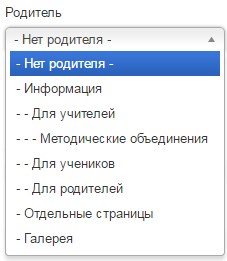 Родитель
- Нет родителя -
- Нет родителя -
- Информация
- - Для учителей
- - - Методические объединения
- - Для учеников
- - Для родителей
- Отдельные страницы
- Галерея